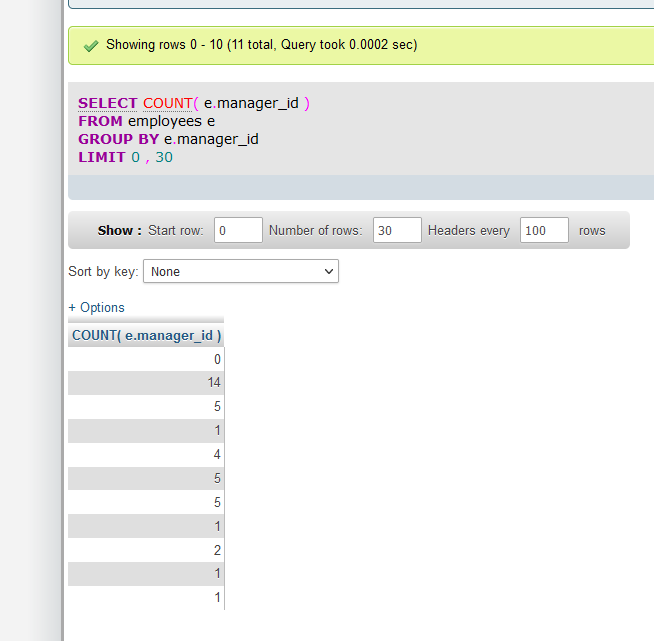 Showing rows 0 - 10 (11 total, Query took 0.0002 sec)
SELECT COUNT( e.manager_id )
FROM employees e
GROUP BY e.manager_id
LIMIT 0 , 30
Show : Start row: 0 Number of rows: 30 Headers every 100 rows
Sort by key: None
+ Options
COUNT( e.manager_id )
0
14
5
1
4
5
5
1
2
1
1